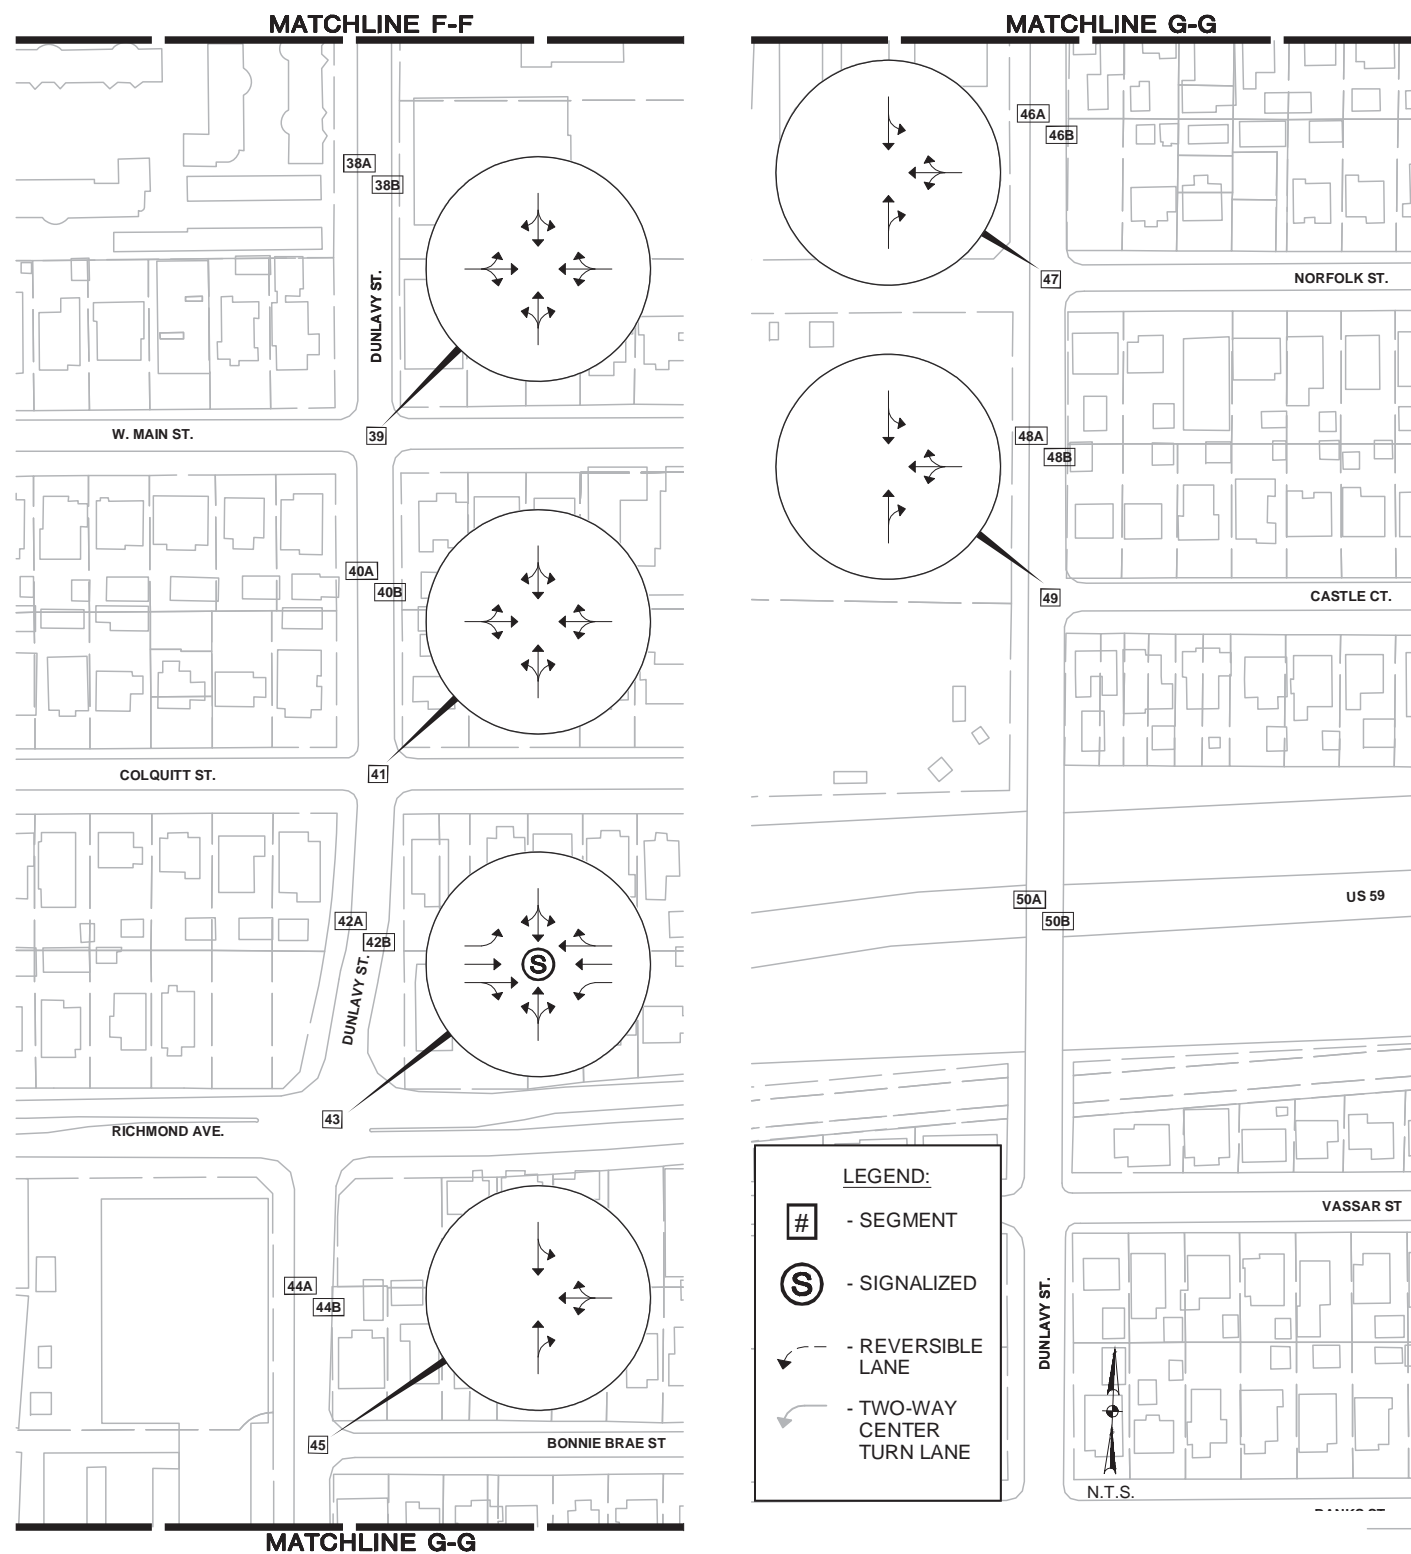 MATCHLINE F-F
38A
38B
DUNLAVY ST.
W. MAIN ST.
39
40A
40B
COLQUITT ST.
41
42A
42B
DUNLAVY ST.
S
43
RICHMOND AVE.
44A
44B
45
BONNIE BRAE ST
MATCHLINE G-G
MATCHLINE G-G
46A
46B
47
NORFOLK ST.
48A
48B
49
CASTLE CT.
50A
50B
US 59
VASSAR ST
DUNLAVY ST.
N.T.S.
LEGEND:
# - SEGMENT
S - SIGNALIZED
- REVERSIBLE
LANE
- TWO-WAY
CENTER
TURN LANE